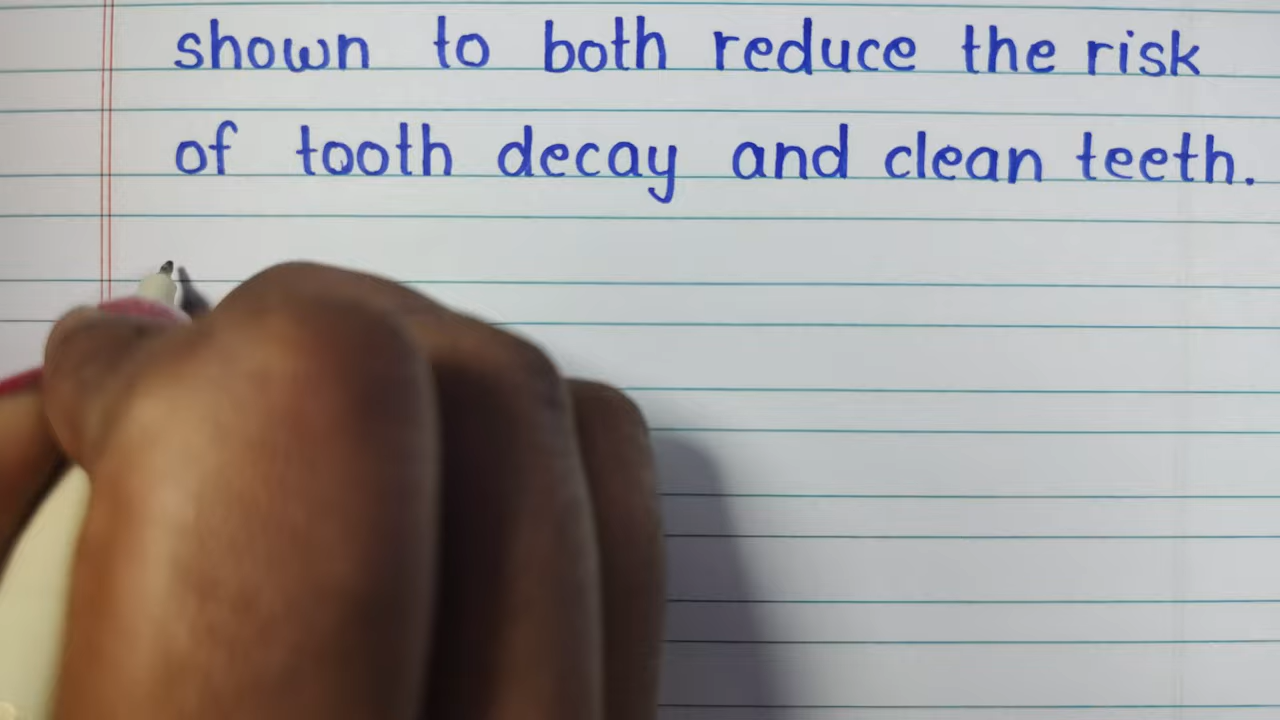 shown to both reduce the risk
of tooth decay and clean teeth.